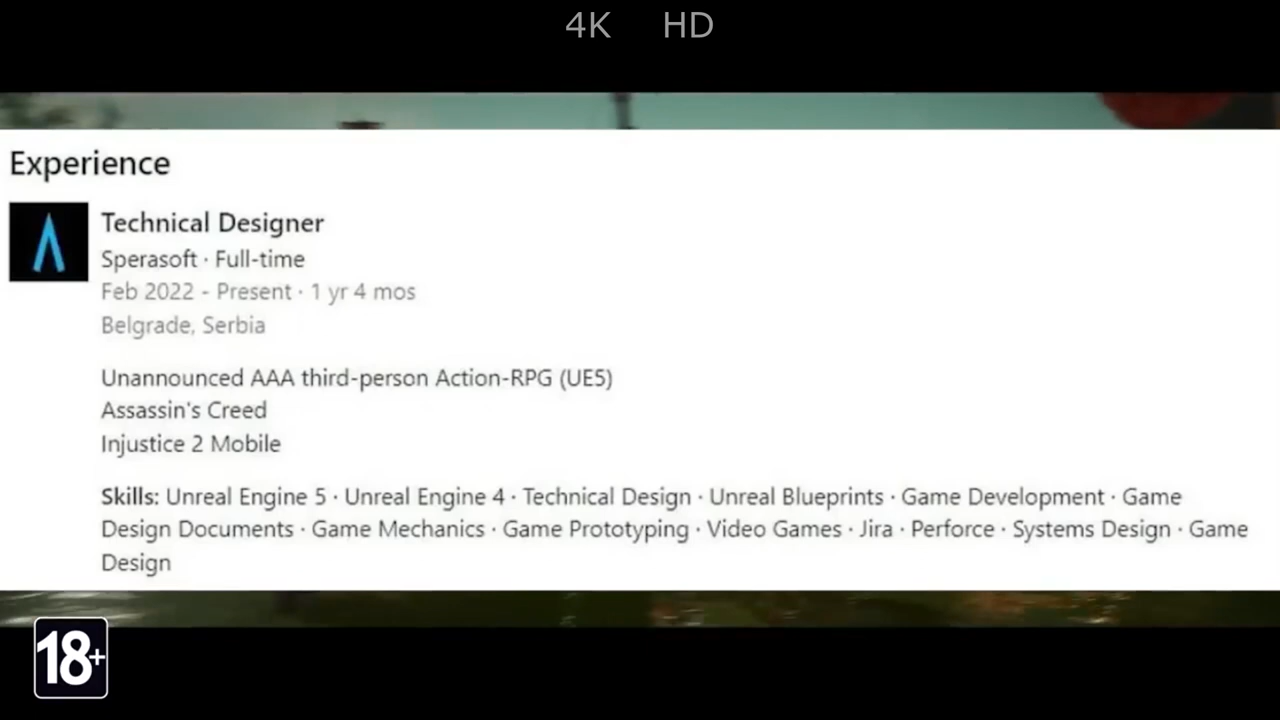 4K HD
Experience
Technical Designer
Sperasoft · Full-time
Feb 2022 - Present · 1 yr 4 mos
Belgrade, Serbia
Unannounced AAA third-person Action-RPG (UE5)
Assassin's Creed
Injustice 2 Mobile
Skills: Unreal Engine 5 · Unreal Engine 4 · Technical Design · Unreal Blueprints · Game Development · Game
Design Documents · Game Mechanics · Game Prototyping · Video Games · Jira · Perforce · Systems Design · Game
Design
18+